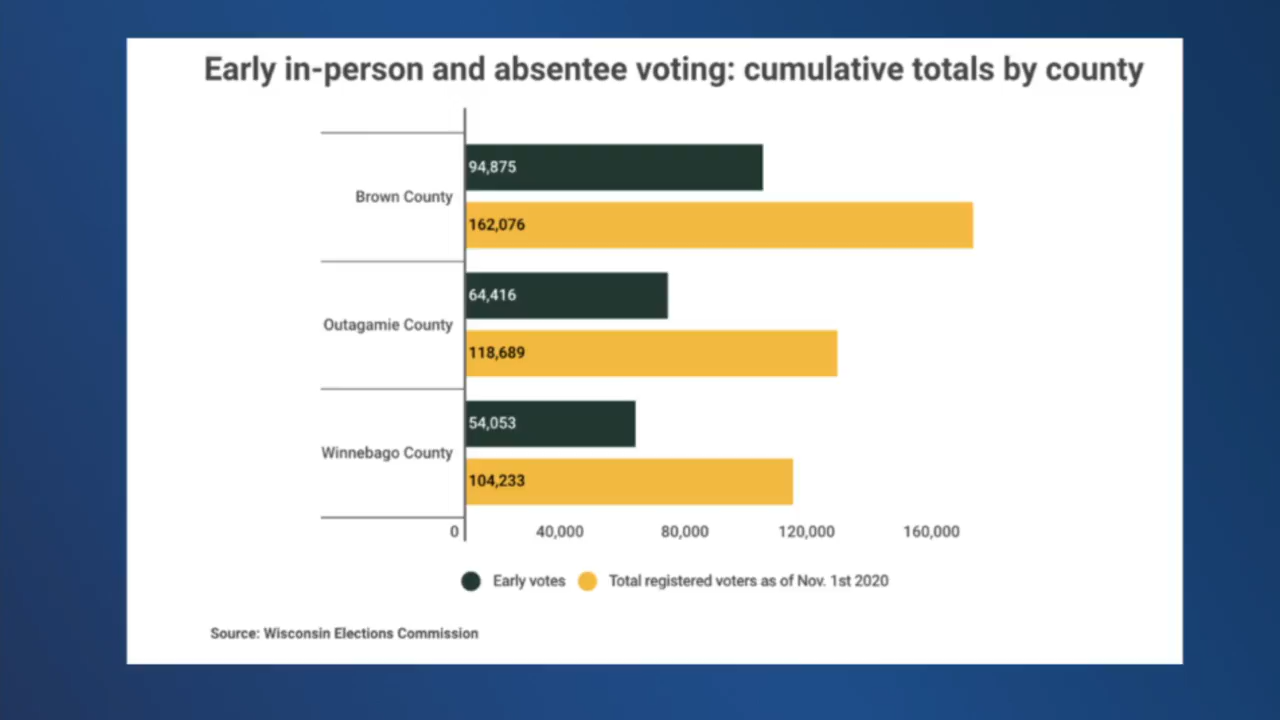 Early in-person and absentee voting: cumulative totals by county
94,875
Brown County
162,076
64,416
Outagamie County
118,689
54,053
Winnebago County
104,233
0 40,000 80,000 120,000 160,000
Early votes Total registered voters as of Nov. 1st 2020
Source: Wisconsin Elections Commission